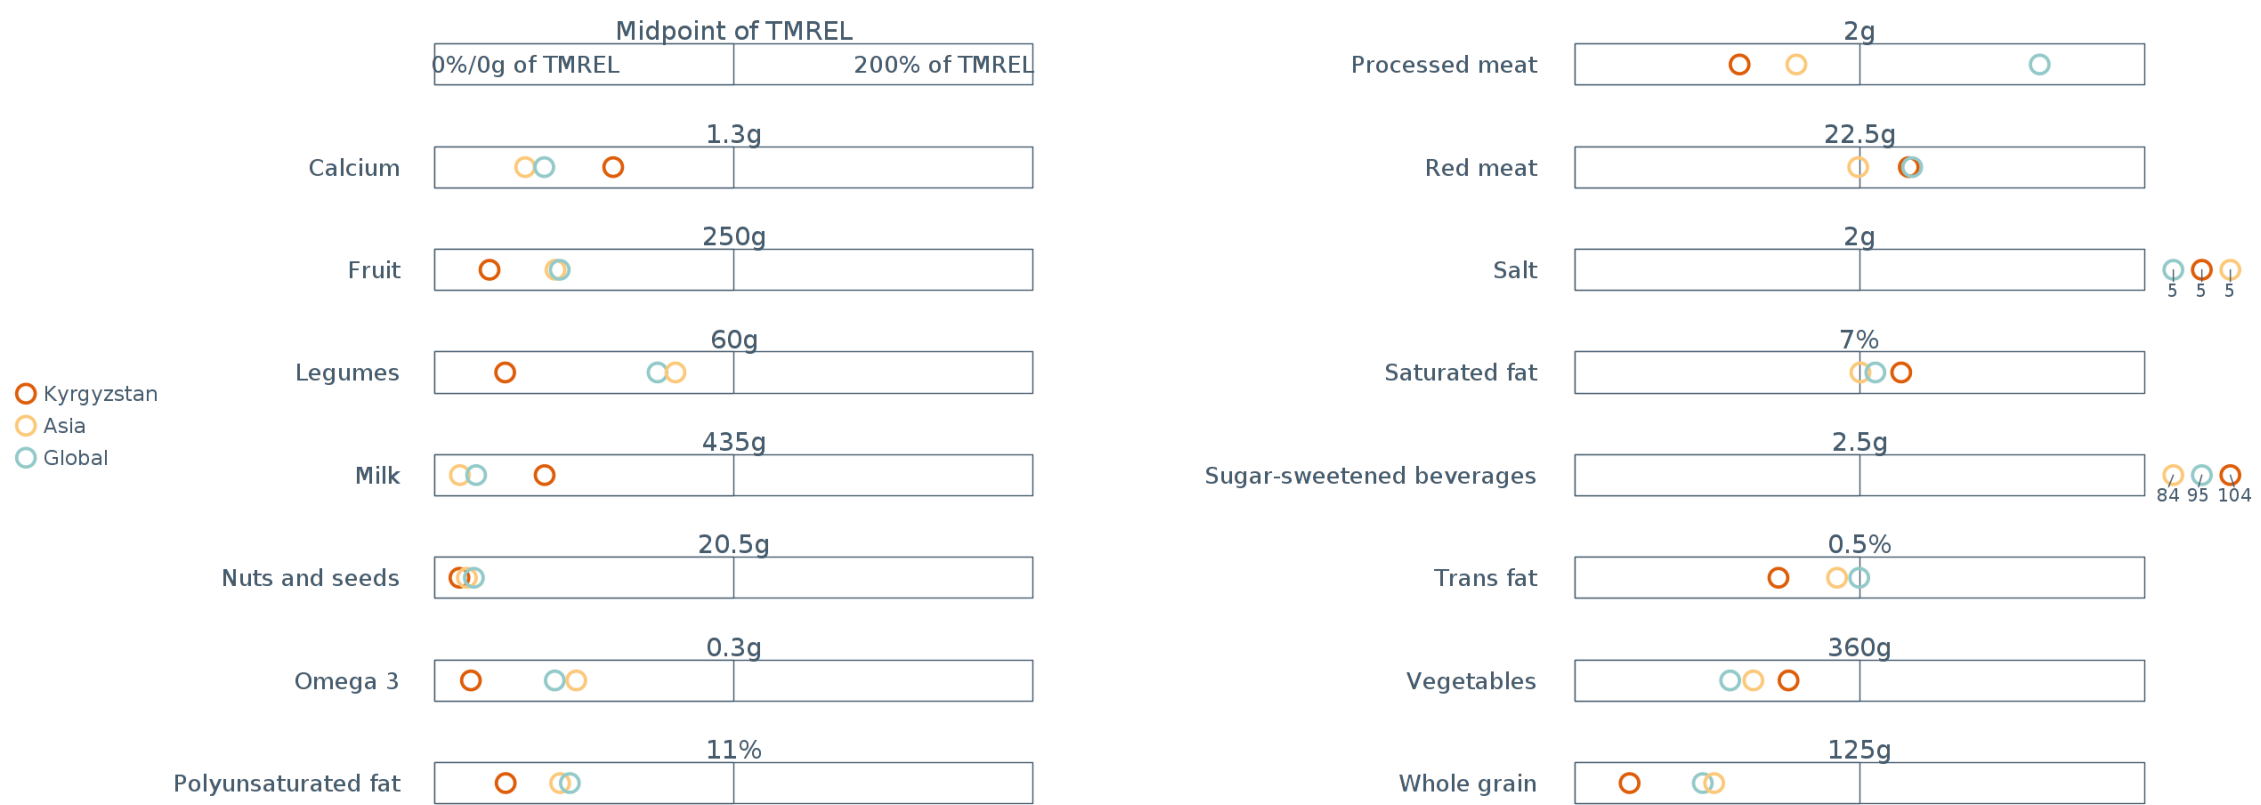 Midpoint of TMREL
0%/0g of TMREL 200% of TMREL
1.3g
Calcium
250g
Fruit
60g
Legumes
435g
Milk
20.5g
Nuts and seeds
0.3g
Omega 3
11%
Polyunsaturated fat
2g
Processed meat
22.5g
Red meat
2g
Salt
5 5 5
7%
Saturated fat
2.5g
Sugar-sweetened beverages
84 95 104
0.5%
Trans fat
360g
Vegetables
125g
Whole grain
Kyrgyzstan
Asia
Global